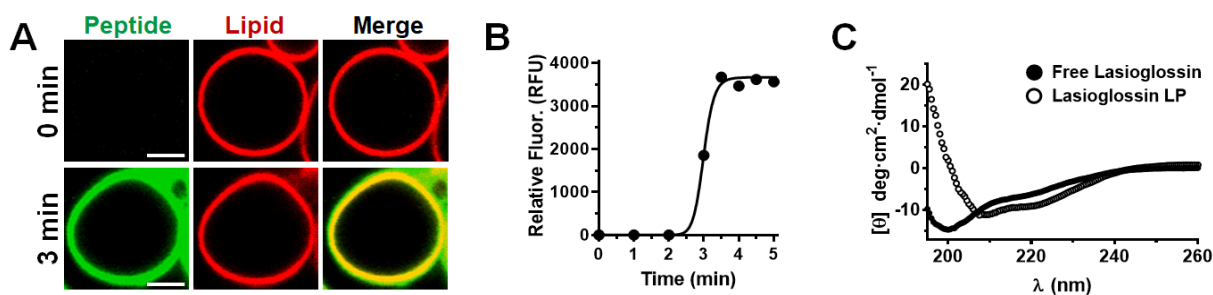 A
Peptide Lipid Merge
0 min
3 min
B
Relative Fluor. (RFU)
4000
3000
2000
1000
0
0 1 2 3 4 5
Time (min)
C
[θ] deg·cm²·dmol⁻¹
20
10
0
-10
200 220 240 260
λ (nm)
Free Lasioglossin
Lasioglossin LP